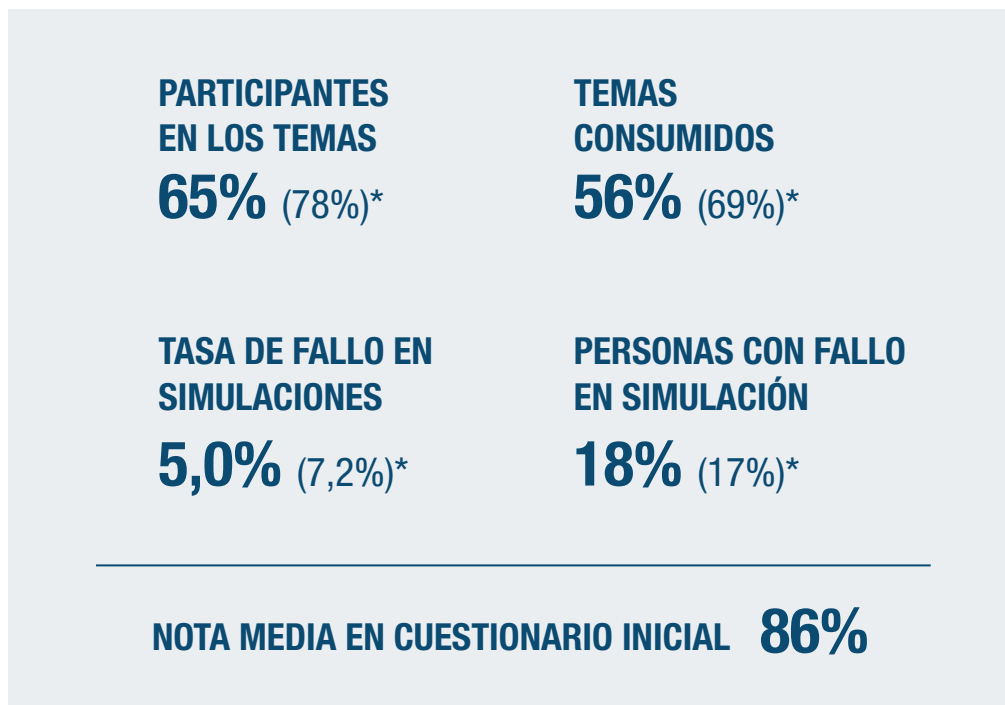 PARTICIPANTES
EN LOS TEMAS
65% (78%)*
TEMAS
CONSUMIDOS
56% (69%)*
TASA DE FALLO EN
SIMULACIONES
5,0% (7,2%)*
PERSONAS CON FALLO
EN SIMULACIÓN
18% (17%)*
NOTA MEDIA EN CUESTIONARIO INICIAL 86%